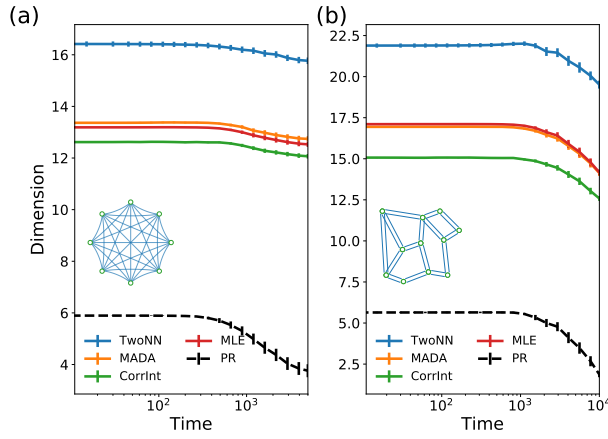 (a)
(b)
Dimension
16
14
12
10
8
6
4
22.5
20.0
17.5
15.0
12.5
10.0
7.5
5.0
2.5
TwoNN
MADA
CorrInt
MLE
PR
TwoNN
MADA
CorrInt
MLE
PR
10²
10³
10²
10³
10⁴
Time
Time